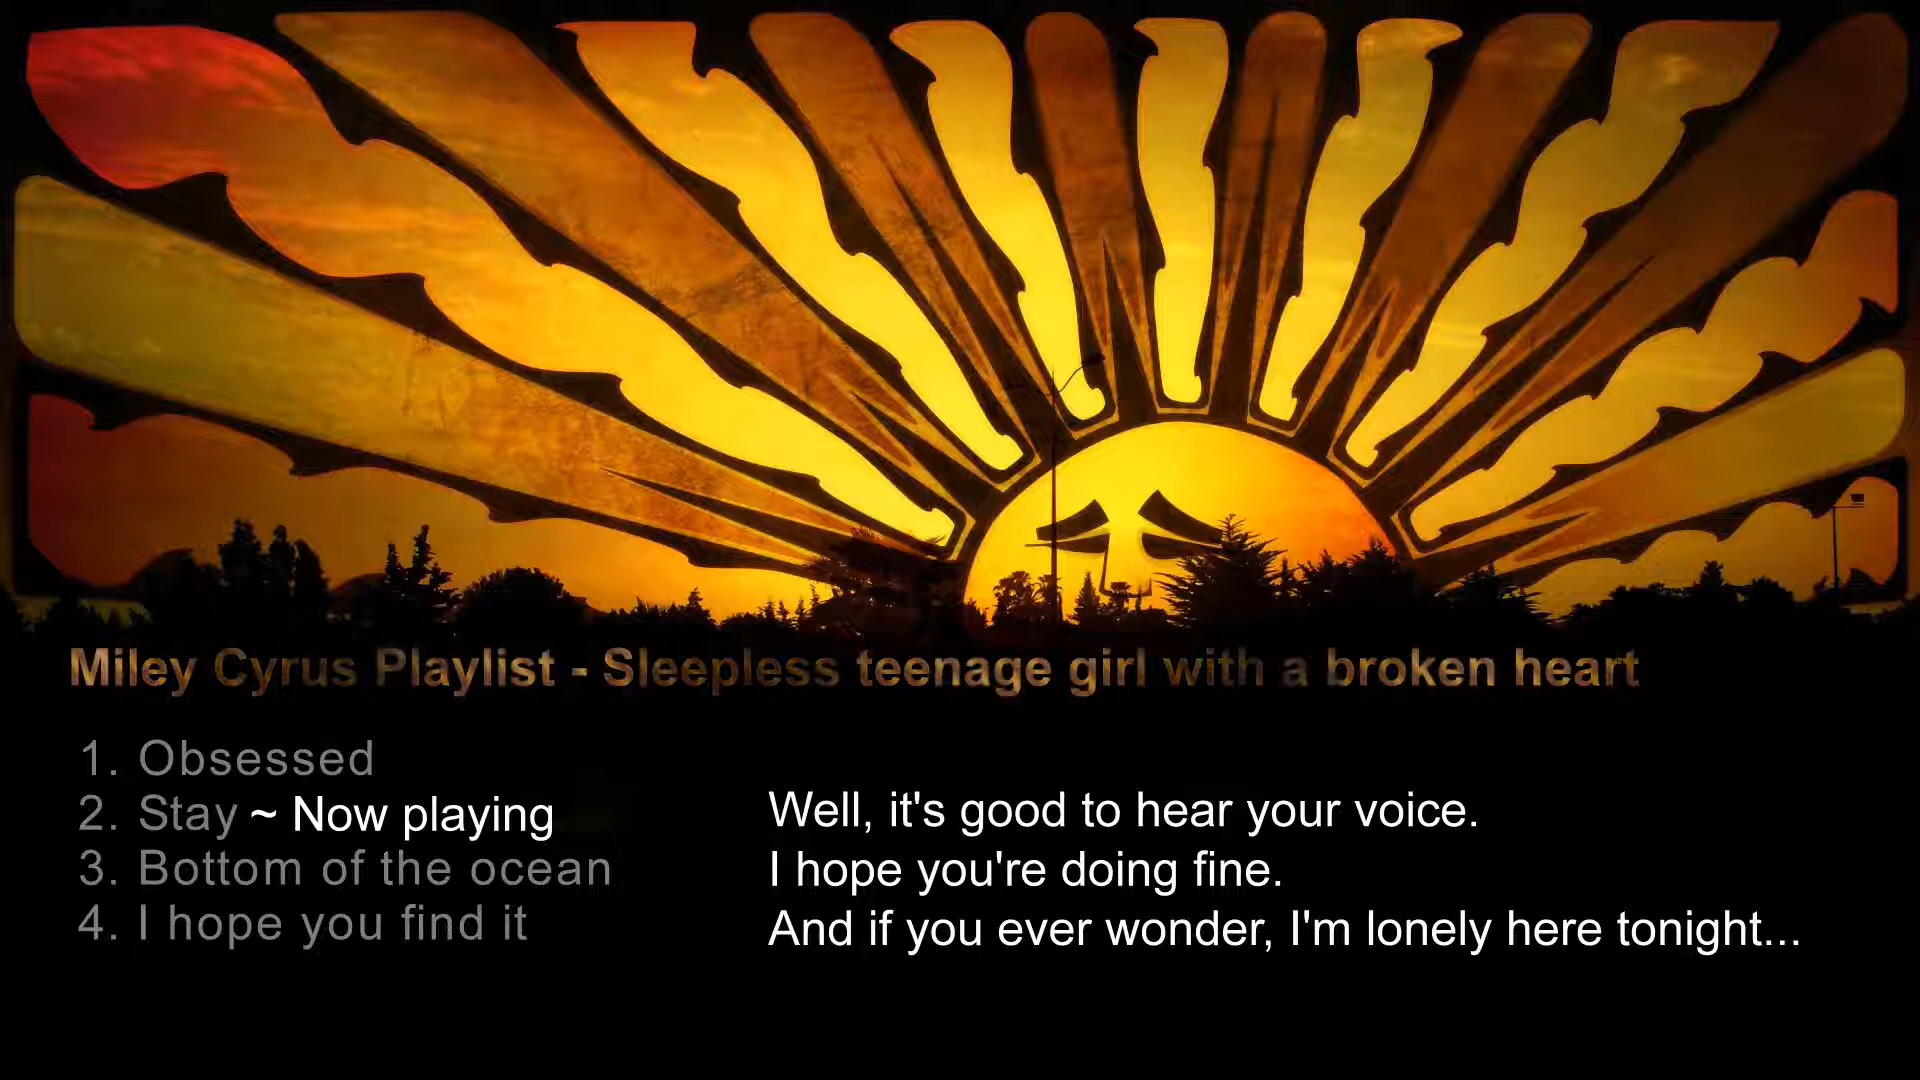 Miley Cyrus Playlist - Sleepless teenage girl with a broken heart
1. Obsessed
2. Stay ~ Now playing
3. Bottom of the ocean
4. I hope you find it
Well, it's good to hear your voice.
I hope you're doing fine.
And if you ever wonder, I'm lonely here tonight...